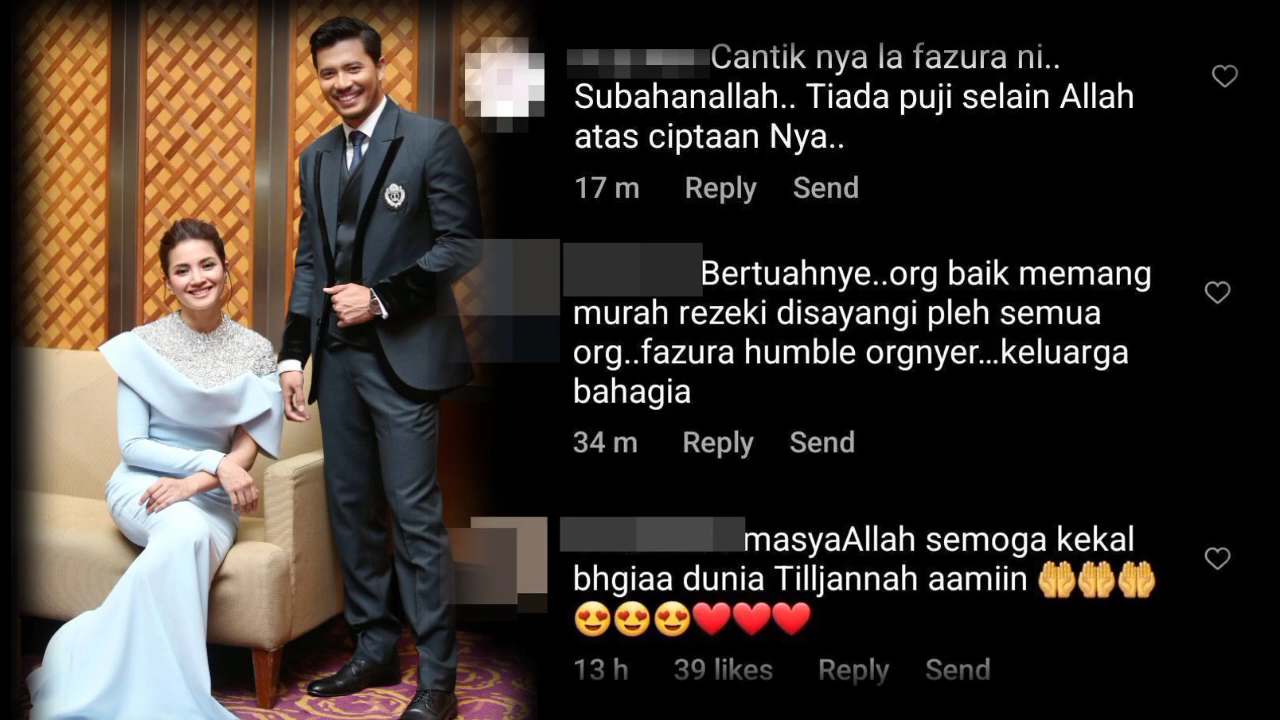 Cantik nya la fazura ni..
Subahanallah.. Tiada puji selain Allah
atas ciptaan Nya..
17 m Reply Send
Bertuahnye..org baik memang
murah rezeki disayangi pleh semua
org..fazura humble orgnyer...keluarga
bahagia
34 m Reply Send
masyaAllah semoga kekal
bhgiaa dunia Tilljannah aamiin 🤲🤲🤲
😍😍😍❤️❤️❤️
13 h 39 likes Reply Send